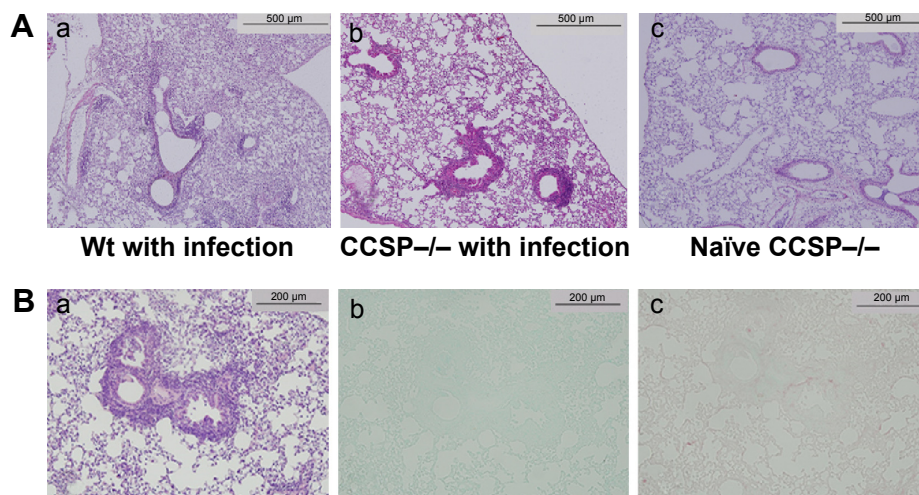 A
a
500 µm
b
500 µm
c
500 µm
Wt with infection
CCSP–/– with infection
Naïve CCSP–/–
B
a
200 µm
b
200 µm
c
200 µm